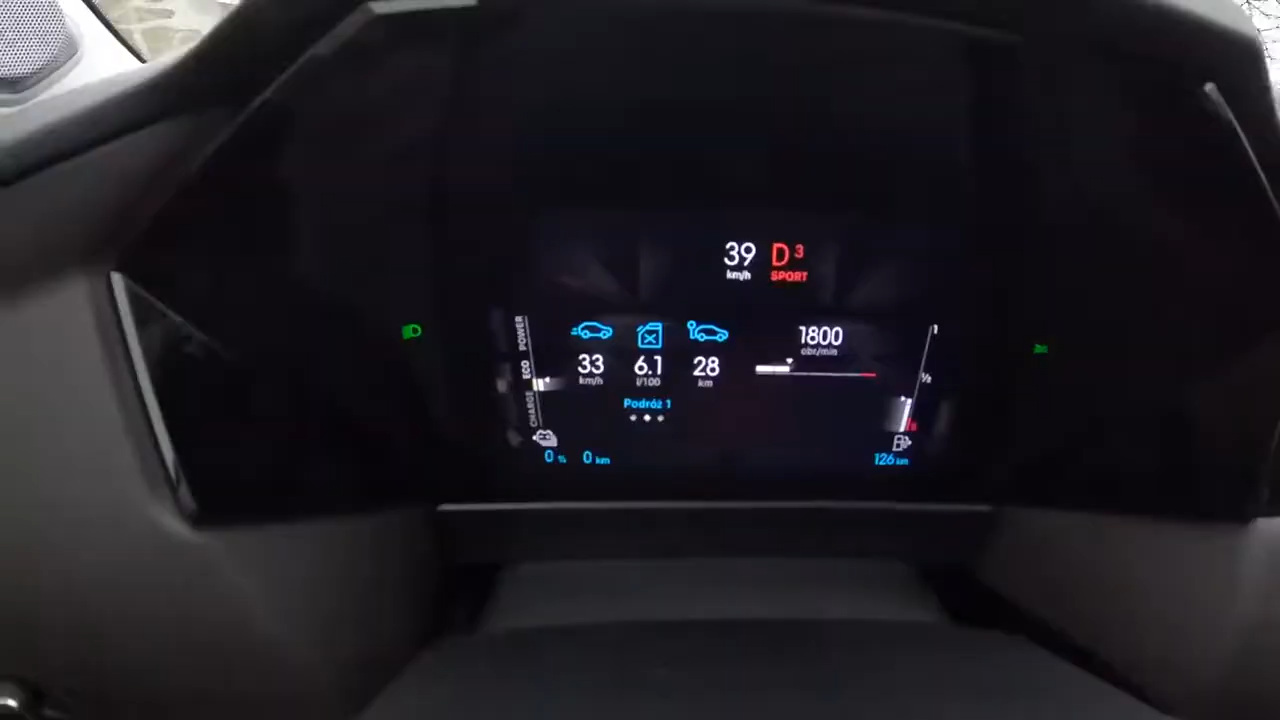 39 D 3
km/h SPORT
POWER
ECO
CHARGE
33 6.1 28
km/h l/100 km
Podróż 1
1800
obr/min
1
1/2
0 % 0 km
126 km